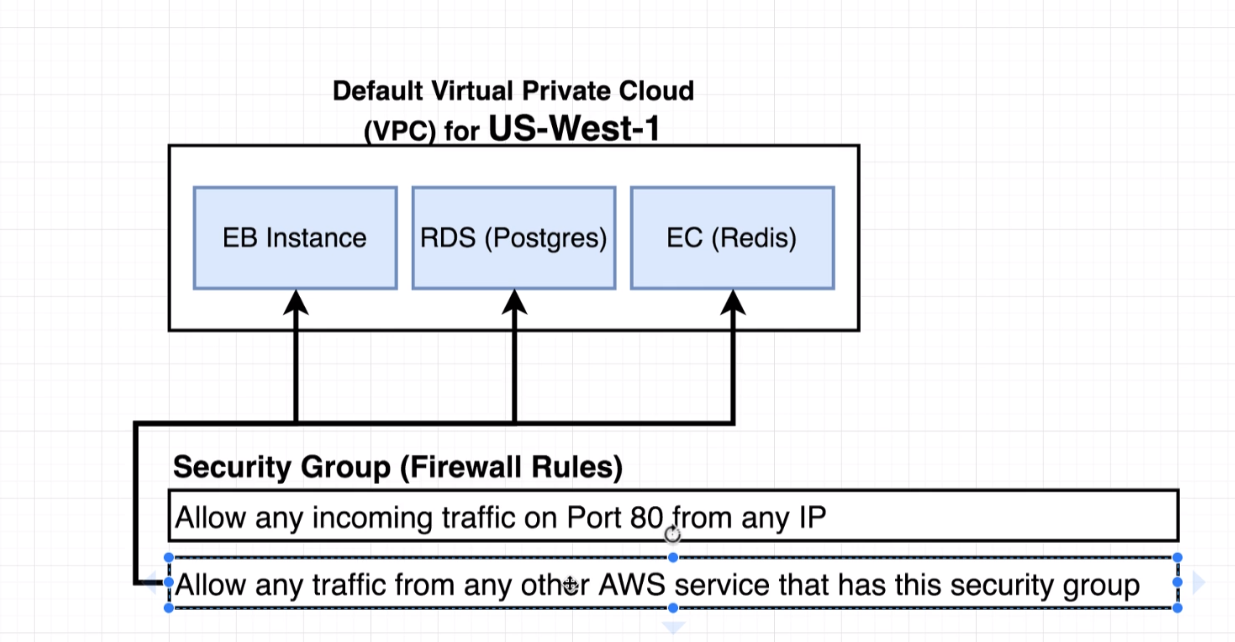 Default Virtual Private Cloud
(VPC) for US-West-1
EB Instance
RDS (Postgres)
EC (Redis)
Security Group (Firewall Rules)
Allow any incoming traffic on Port 80 from any IP
Allow any traffic from any other AWS service that has this security group